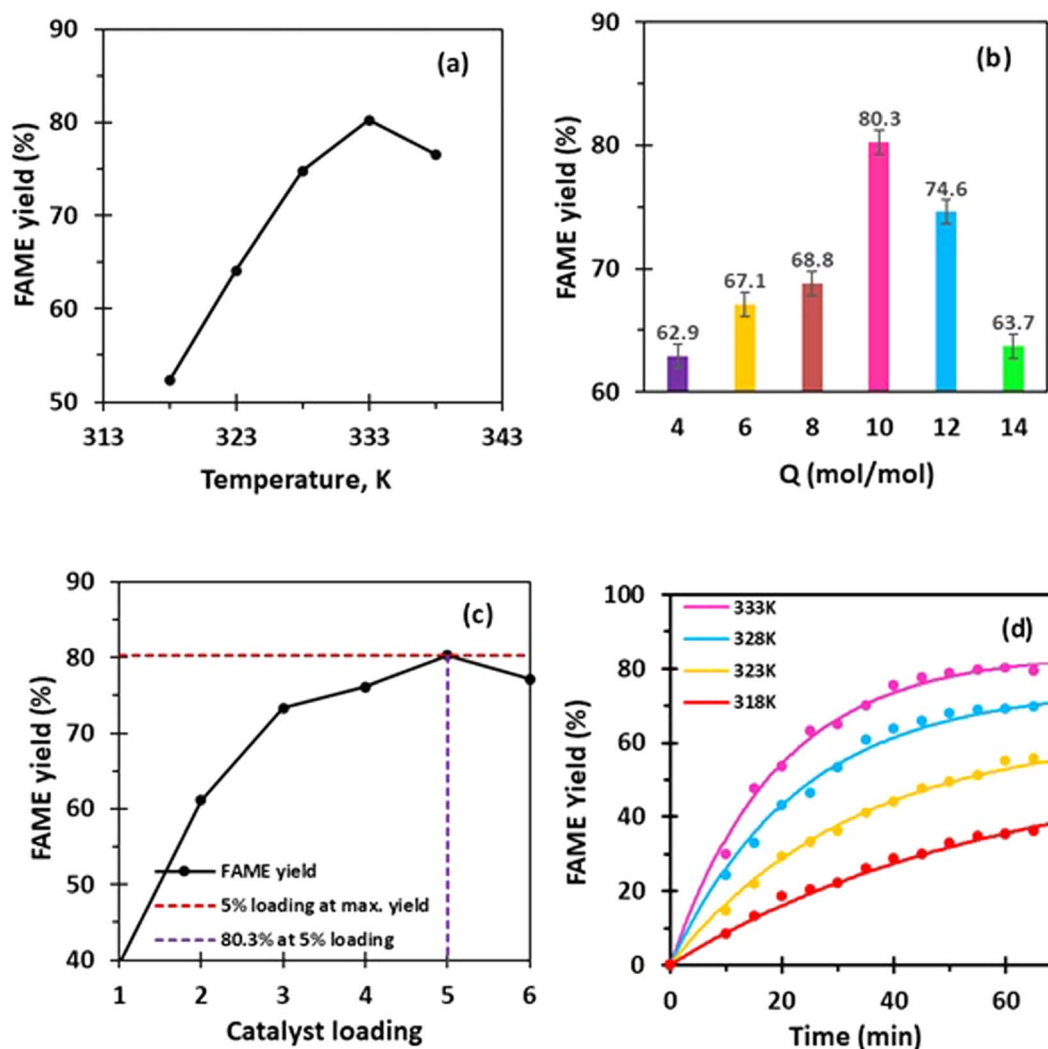 (a)
FAME yield (%)
90
80
70
60
50
313 323 333 343
Temperature, K
(b)
FAME yield (%)
90
80
70
60
62.9
67.1
68.8
80.3
74.6
63.7
4 6 8 10 12 14
Q (mol/mol)
(c)
FAME yield (%)
90
80
70
60
50
40
FAME yield
5% loading at max. yield
80.3% at 5% loading
1 2 3 4 5 6
Catalyst loading
(d)
FAME Yield (%)
100
80
60
40
20
0
333K
328K
323K
318K
0 20 40 60
Time (min)